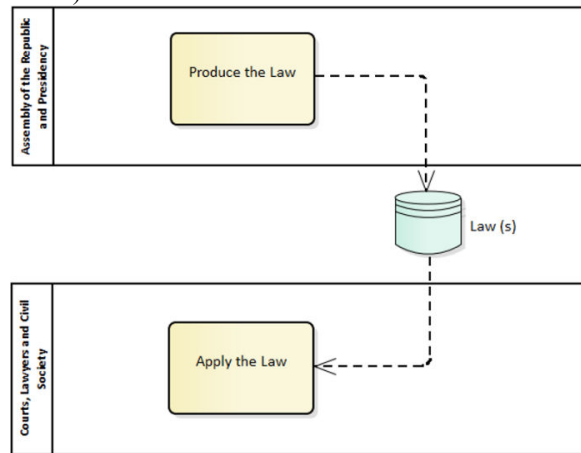 Assembly of the Republic
and Presidency
Produce the Law
Law (s)
Courts, Lawyers and Civil
Society
Apply the Law